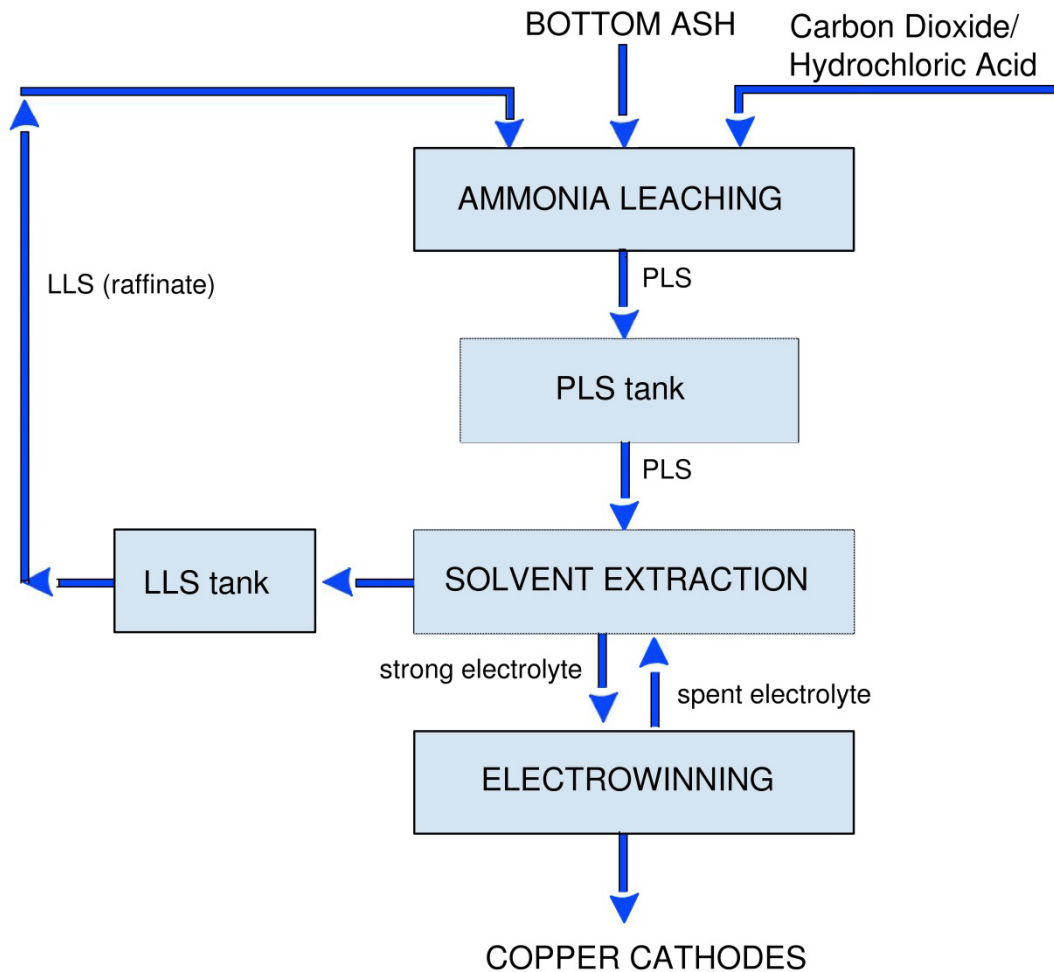 BOTTOM ASH
Carbon Dioxide/
Hydrochloric Acid
AMMONIA LEACHING
PLS
LLS (raffinate)
PLS tank
PLS
LLS tank
SOLVENT EXTRACTION
strong electrolyte
spent electrolyte
ELECTROWINNING
COPPER CATHODES